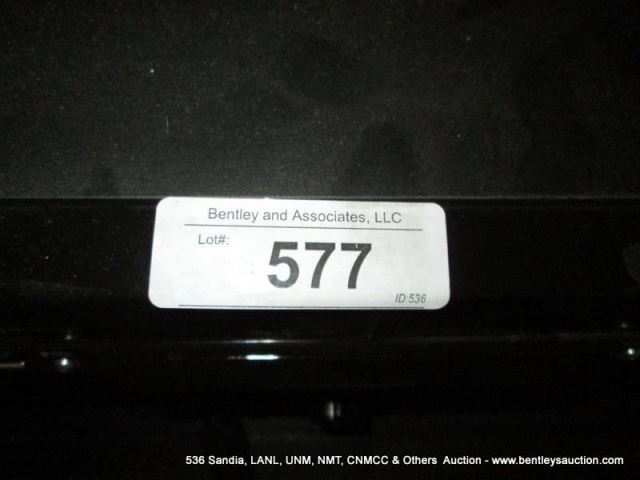 Bentley and Associates, LLC
Lot#:
577
ID:536
536 Sandia, LANL, UNM, NMT, CNMCC & Others Auction - www.bentleysauction.com